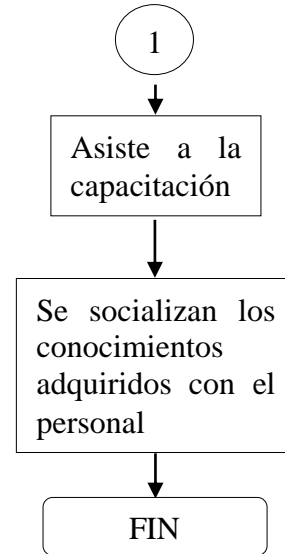 1
Asiste a la
capacitación
Se socializan los
conocimientos
adquiridos con el
personal
FIN